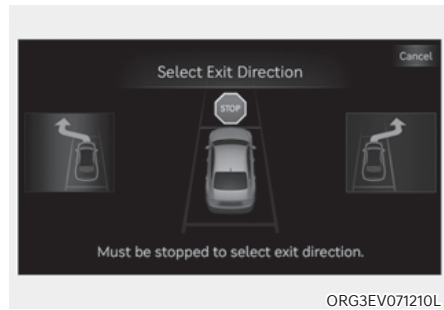 Cancel
Select Exit Direction
STOP
Must be stopped to select exit direction.
ORG3EV071210L